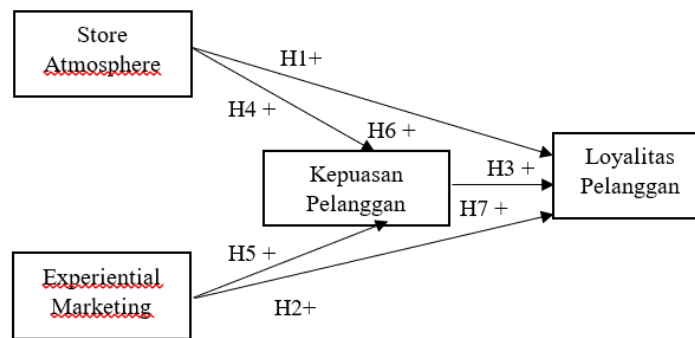 Store
Atmosphere
H1+
H4 +
H6 +
Kepuasan
Pelanggan
H3 +
Loyalitas
Pelanggan
H7 +
H5 +
Experiential
Marketing
H2+